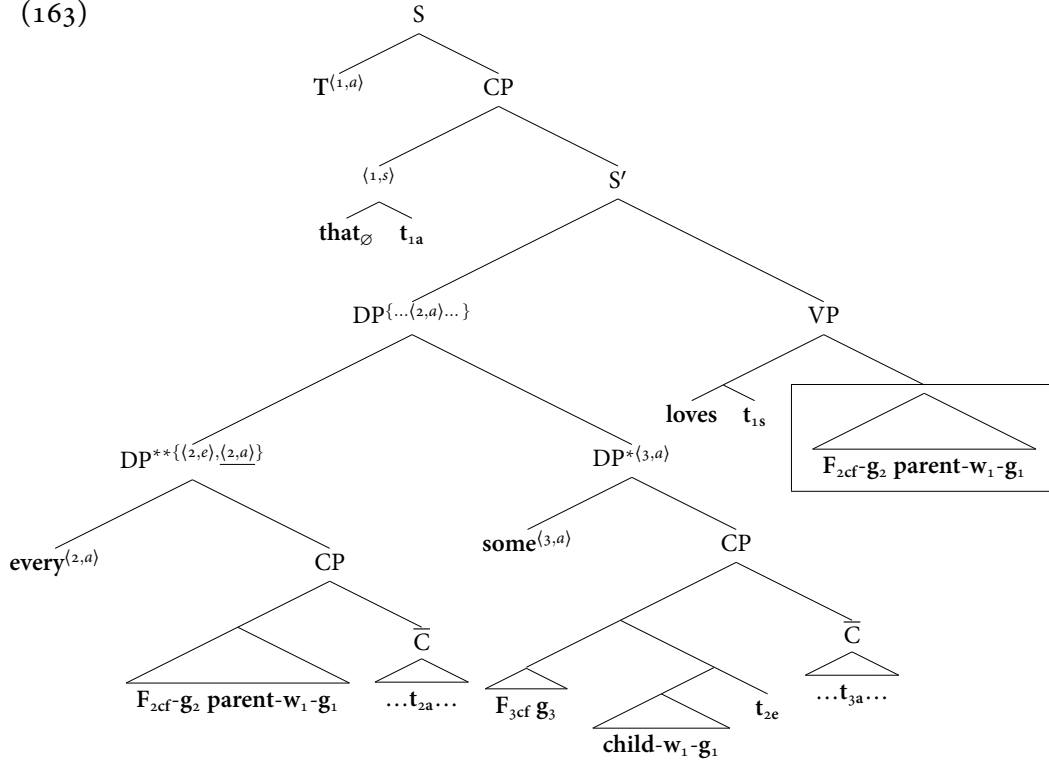 (163)
S
T⟨1,a⟩ CP
⟨1,s⟩ S′
that∅ t1a
DP{...⟨2,a⟩...} VP
loves t1s
F2cf-g2 parent-w1-g1
DP**{⟨2,e⟩,⟨2,a⟩} DP*⟨3,a⟩
every⟨2,a⟩ CP some⟨3,a⟩ CP
C̅ C̅
F2cf-g2 parent-w1-g1 ...t2a... F3cf g3 t2e ...t3a...
child-w1-g1